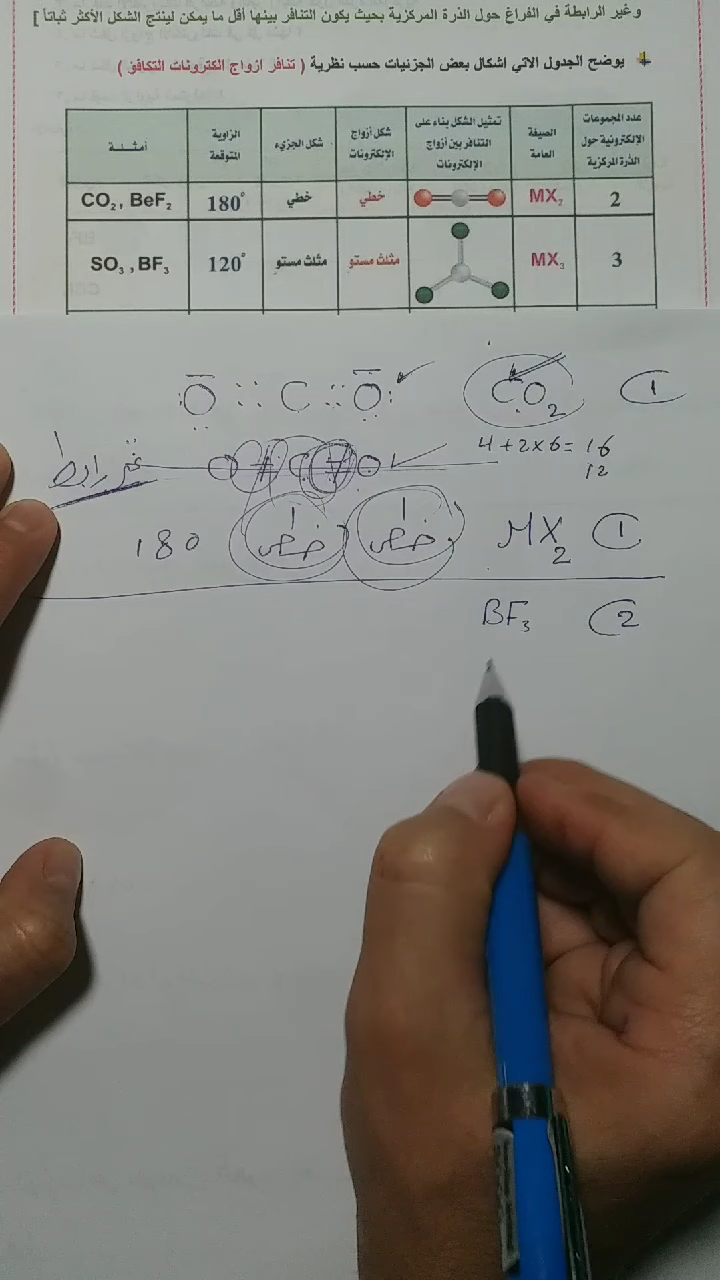 وغير الرابطة في الفراغ حول الذرة المركزية بحيث يكون التنافر بينها أقل ما يمكن لينتج الشكل الأكثر ثباتاً ]
يوضح الجدول الاتي اشكال بعض الجزئيات حسب نظرية ( تنافر ازواج الكترونات التكافؤ )
عدد المجموعات الإلكترونية حول الذرة المركزية
الصيغة العامة
تمثيل الشكل بناء على التنافر بين أزواج الإلكترونات
شكل أزواج الإلكترونات
شكل الجزيء
الزاوية المتوقعة
أمثلة
2 MX₂ خطي خطي 180° CO₂, BeF₂
3 MX₃ مثلث مستو مثلث مستو 120° SO₃, BF₃
1 CO₂
:O :: C :: O:
4+2×6= 16
12
O C O
غير رابط
1 MX₂ خطي خطي 180
2 BF₃